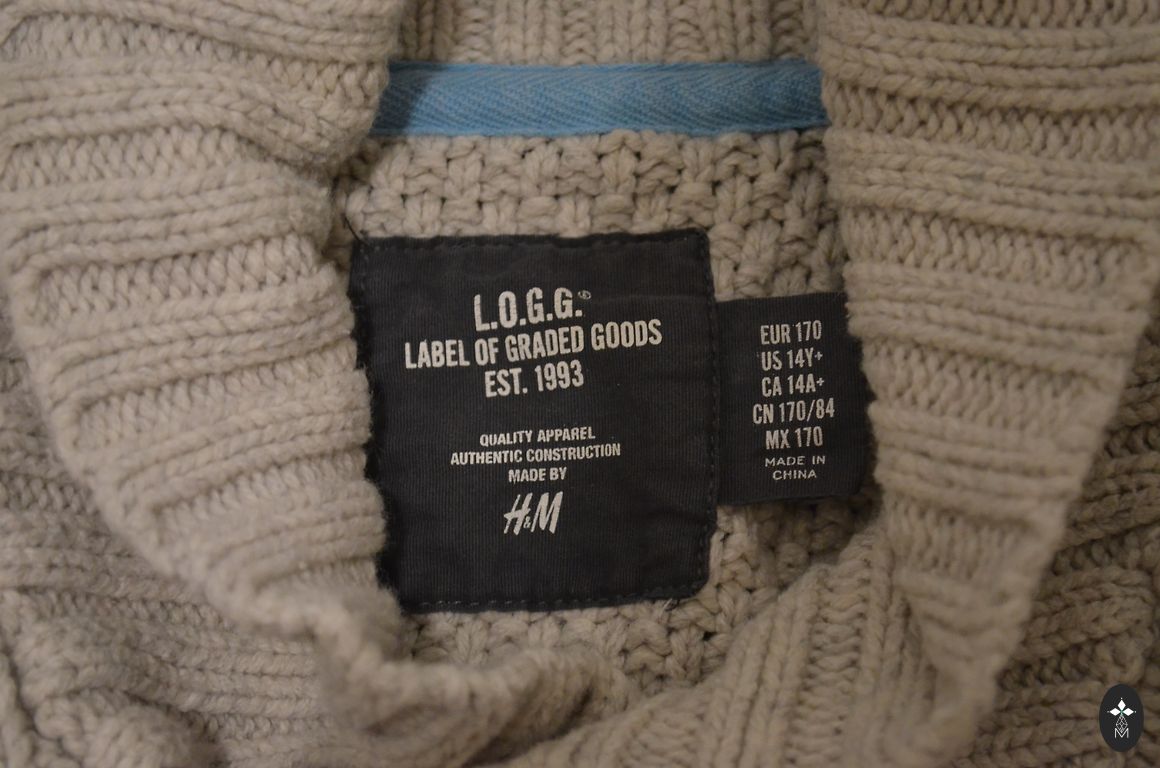 L.O.G.G.®
LABEL OF GRADED GOODS
EST. 1993
QUALITY APPAREL
AUTHENTIC CONSTRUCTION
MADE BY
H&M
EUR 170
US 14Y+
CA 14A+
CN 170/84
MX 170
MADE IN
CHINA
M